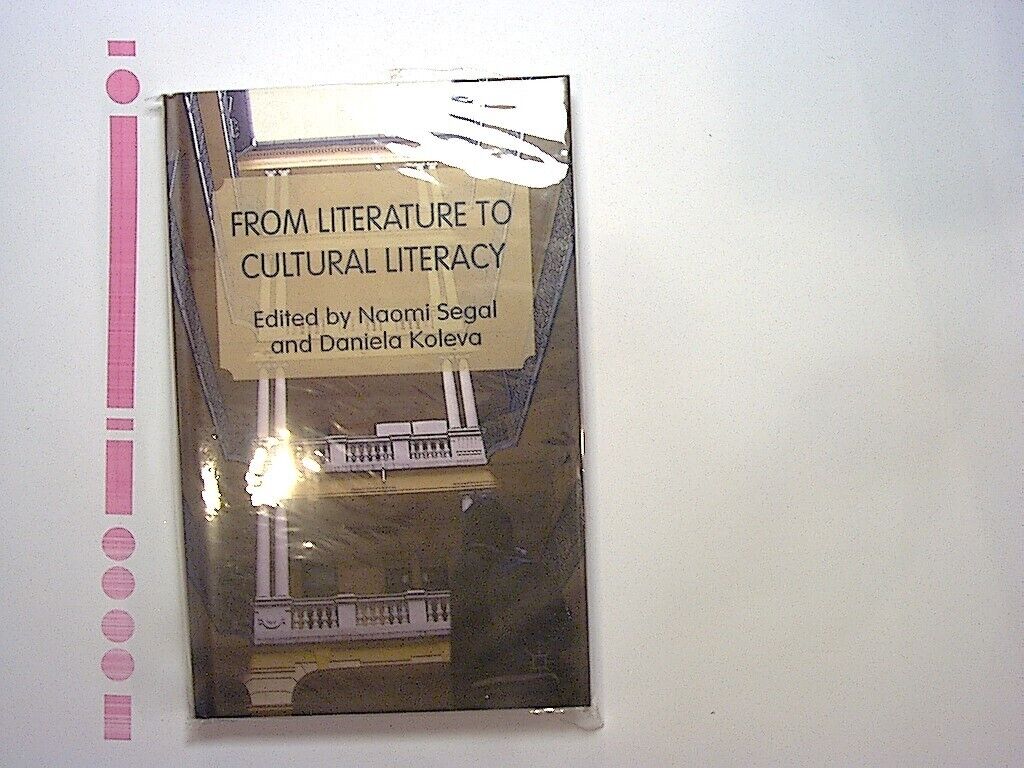 FROM LITERATURE TO
CULTURAL LITERACY
Edited by Naomi Segal
and Daniela Koleva